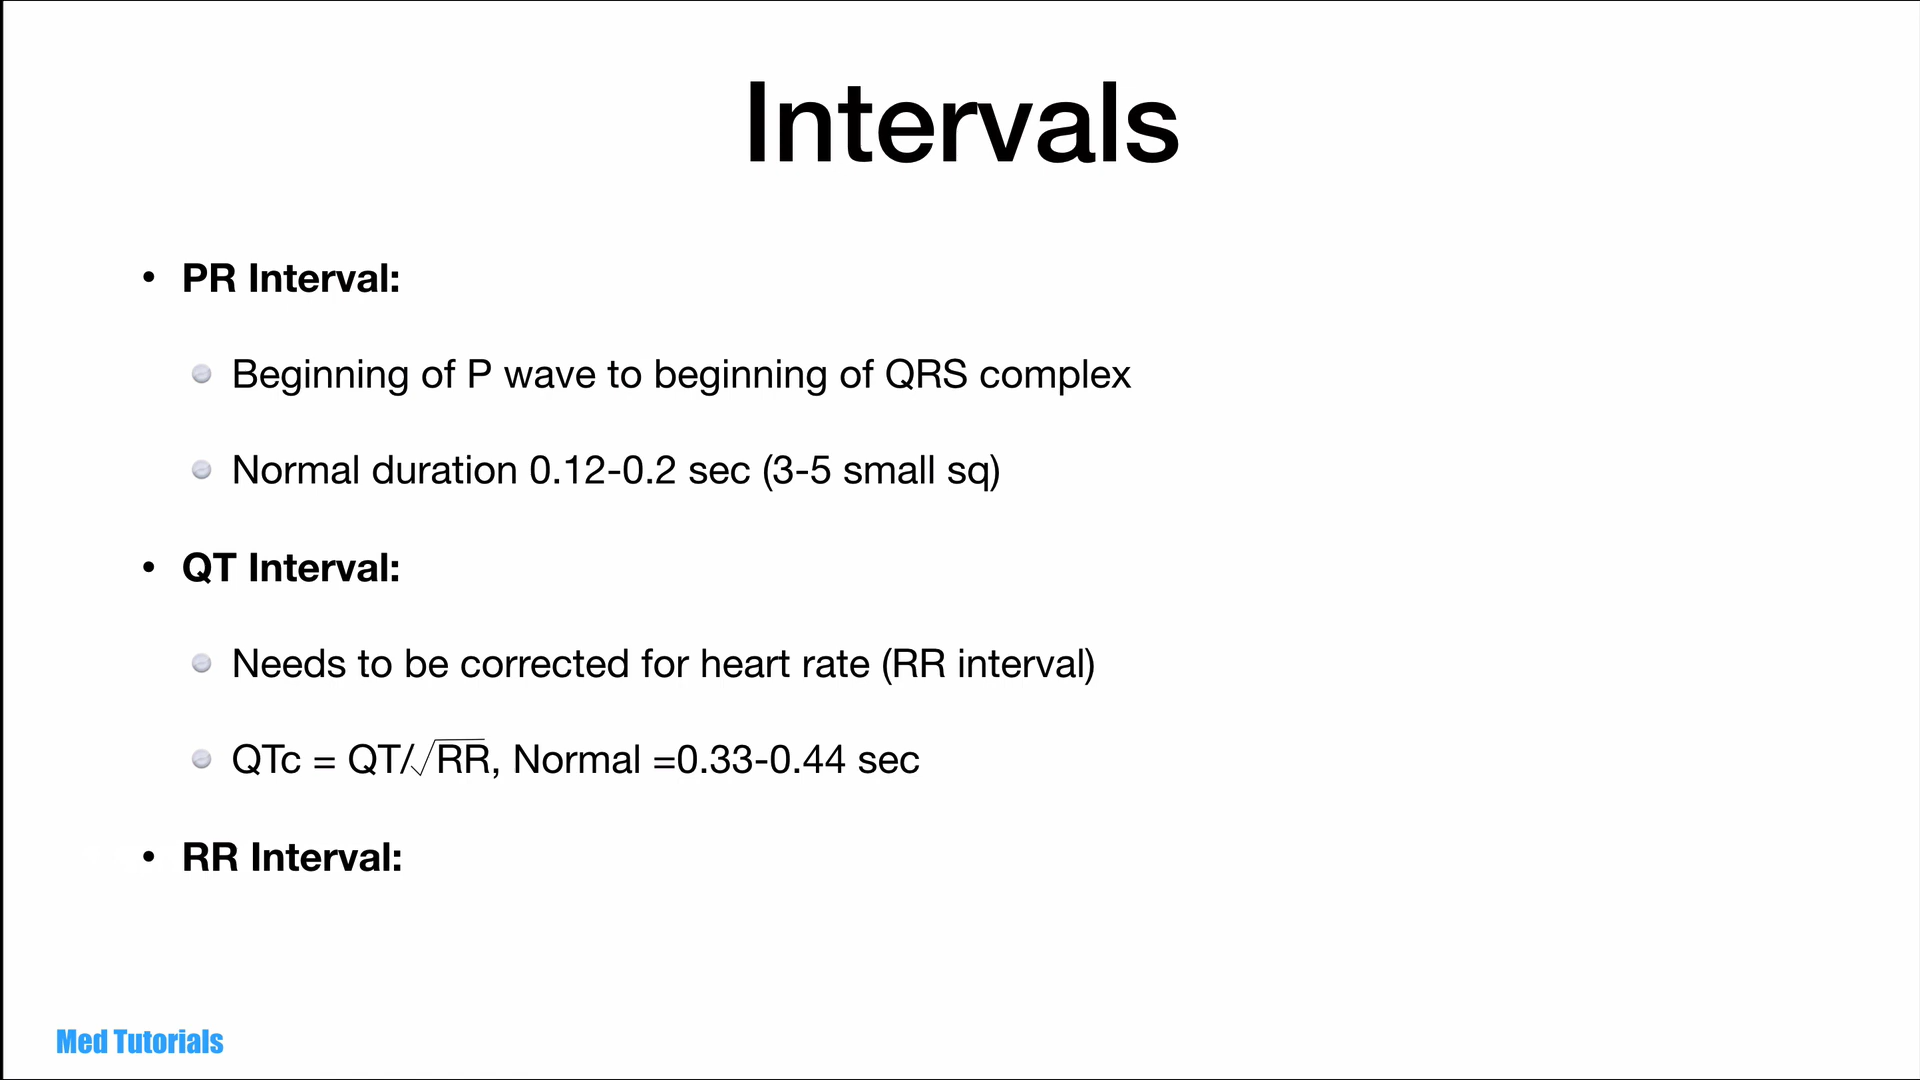 Intervals
• PR Interval:
Beginning of P wave to beginning of QRS complex
Normal duration 0.12-0.2 sec (3-5 small sq)
• QT Interval:
Needs to be corrected for heart rate (RR interval)
QTc = QT/√RR, Normal =0.33-0.44 sec
• RR Interval:
Med Tutorials